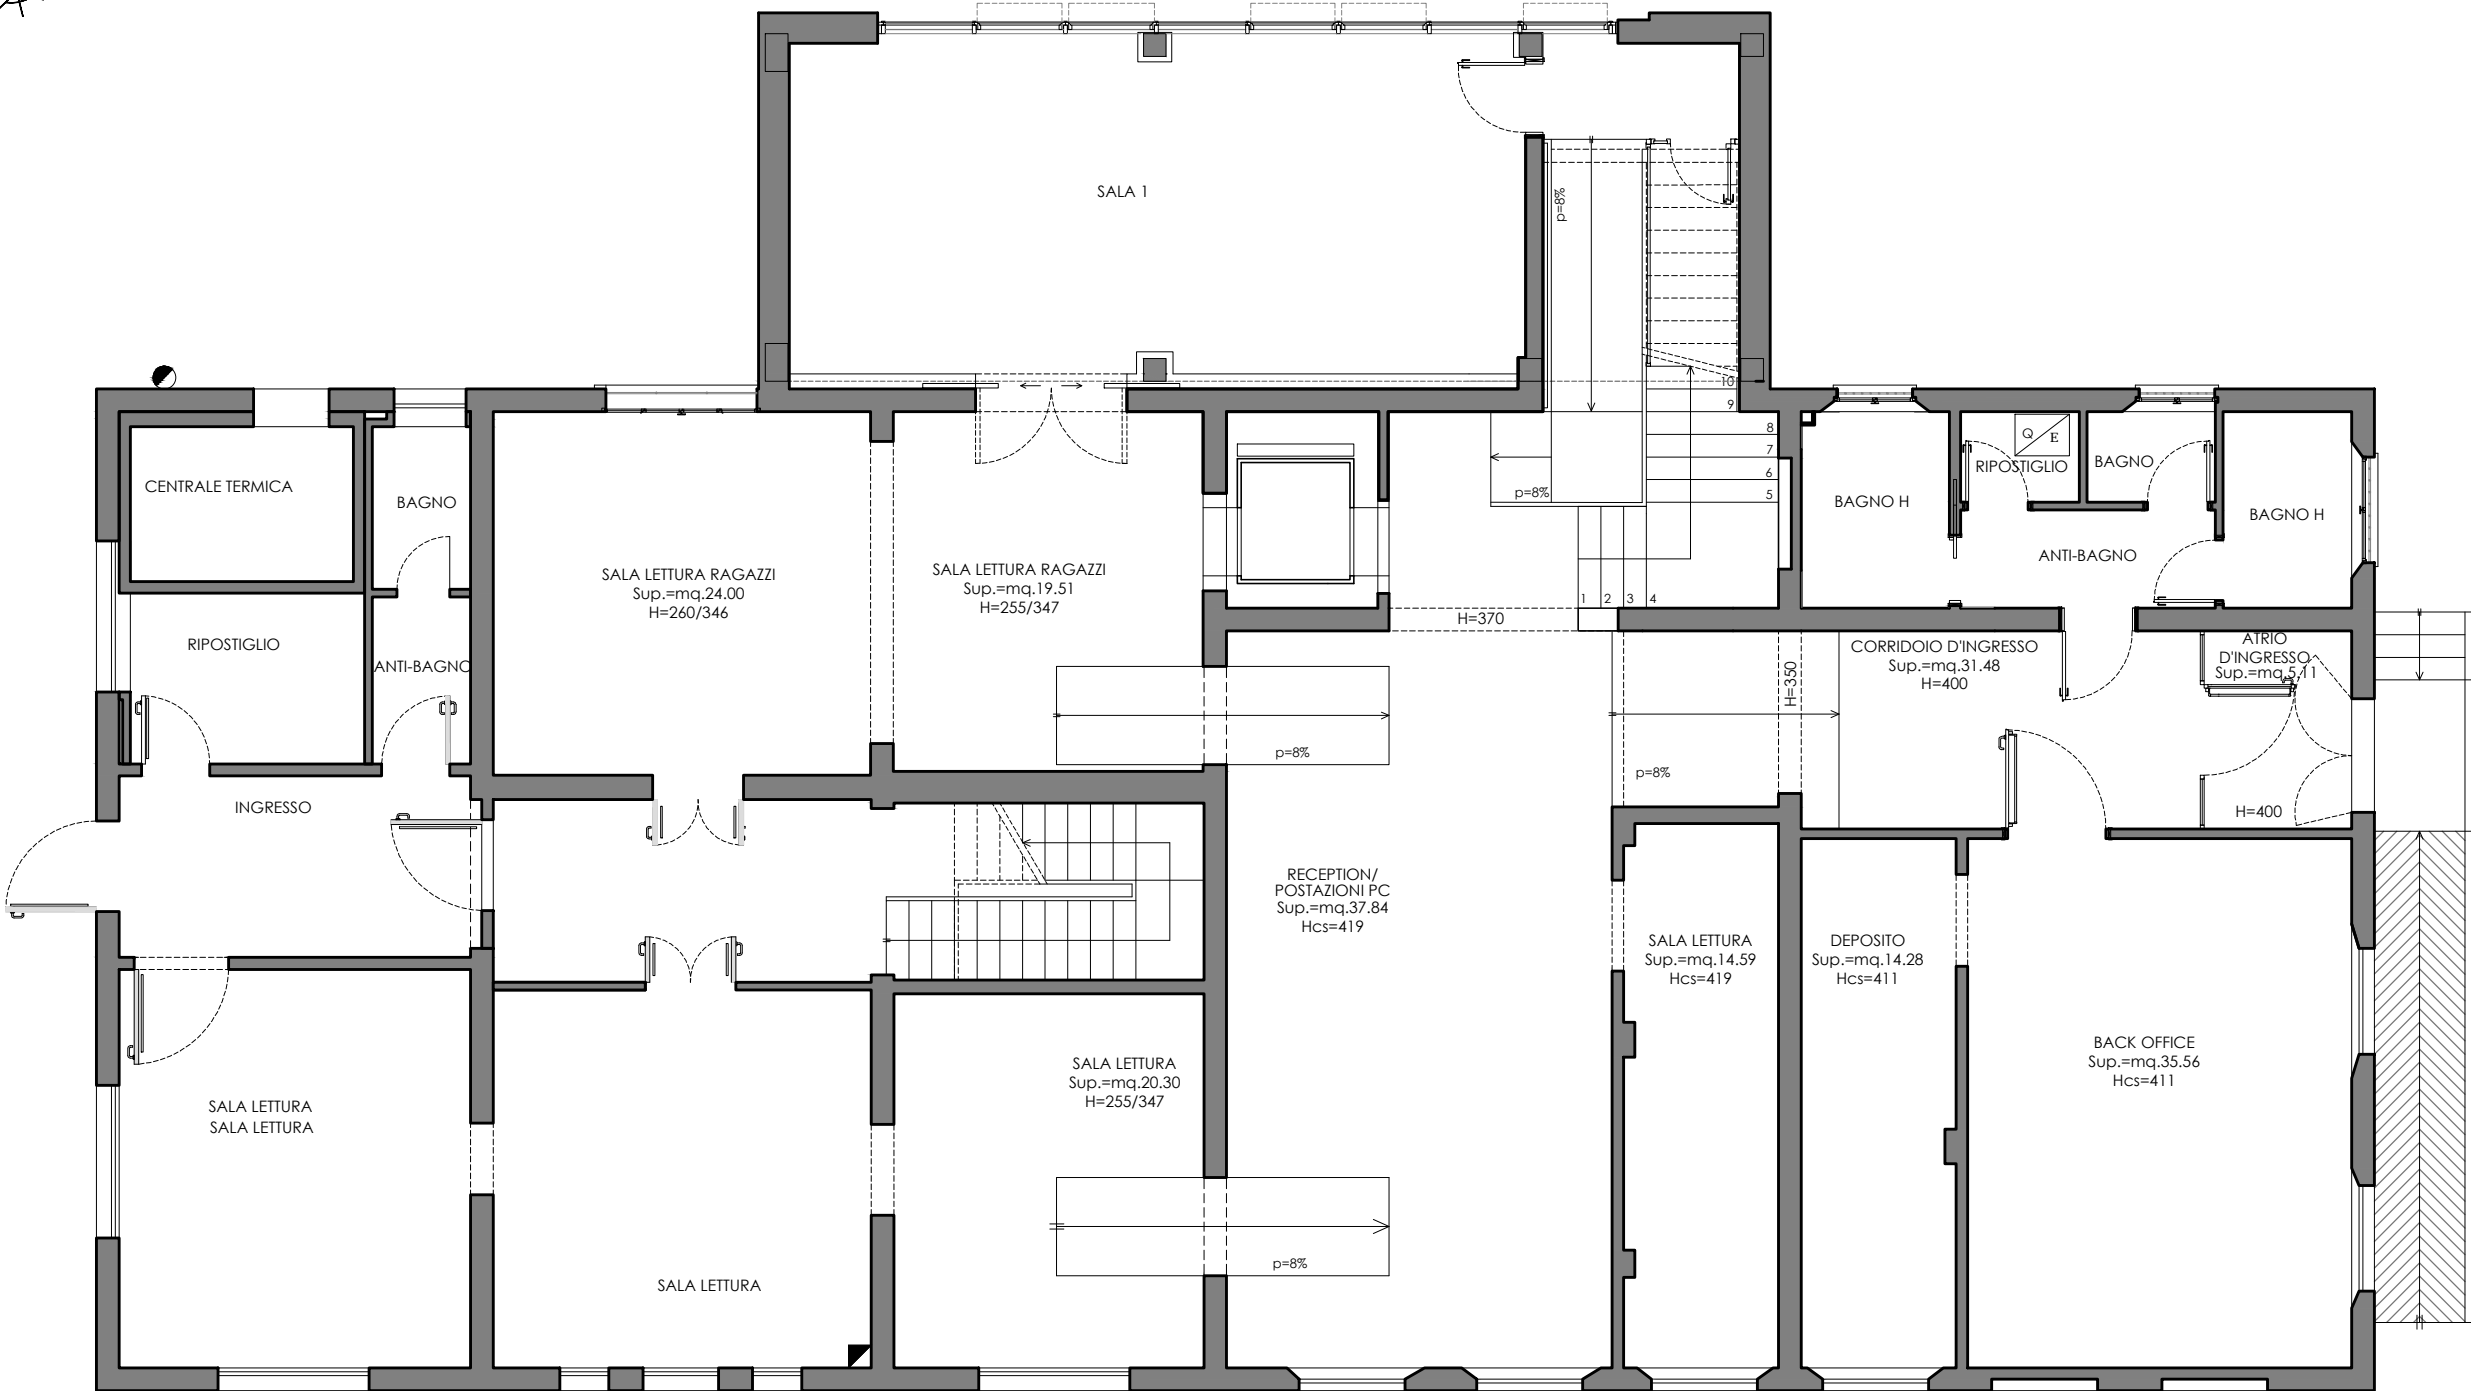 SALA 1
p=8%
10
9
8
7
6
5
p=8%
1 2 3 4
CENTRALE TERMICA
BAGNO
RIPOSTIGLIO
ANTI-BAGNO
INGRESSO
SALA LETTURA RAGAZZI
Sup.=mq.24.00
H=260/346
SALA LETTURA RAGAZZI
Sup.=mq.19.51
H=255/347
p=8%
H=370
BAGNO H
RIPOSTIGLIO
Q E
BAGNO
BAGNO H
ANTI-BAGNO
H=350
p=8%
CORRIDOIO D'INGRESSO
Sup.=mq.31.48
H=400
ATRIO
D'INGRESSO
Sup.=mq.5.11
H=400
RECEPTION/
POSTAZIONI PC
Sup.=mq.37.84
Hcs=419
SALA LETTURA
Sup.=mq.14.59
Hcs=419
DEPOSITO
Sup.=mq.14.28
Hcs=411
BACK OFFICE
Sup.=mq.35.56
Hcs=411
SALA LETTURA
SALA LETTURA
SALA LETTURA
SALA LETTURA
Sup.=mq.20.30
H=255/347
p=8%